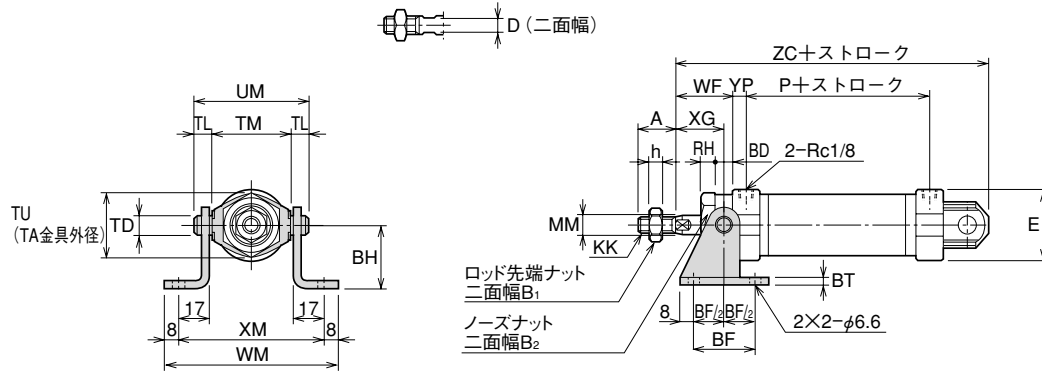 D（二面幅）
ZC＋ストローク
WF
YP
P＋ストローク
UM
TL
TM
TL
A
XG
h
RH
BD
2−Rc1/8
TU
（TA金具外径）
TD
BH
MM
KK
E
ロッド先端ナット
二面幅B1
BT
17
17
8
XM
8
WM
ノーズナット
二面幅B2
8
BF/2
BF/2
BF
2×2−φ6.6